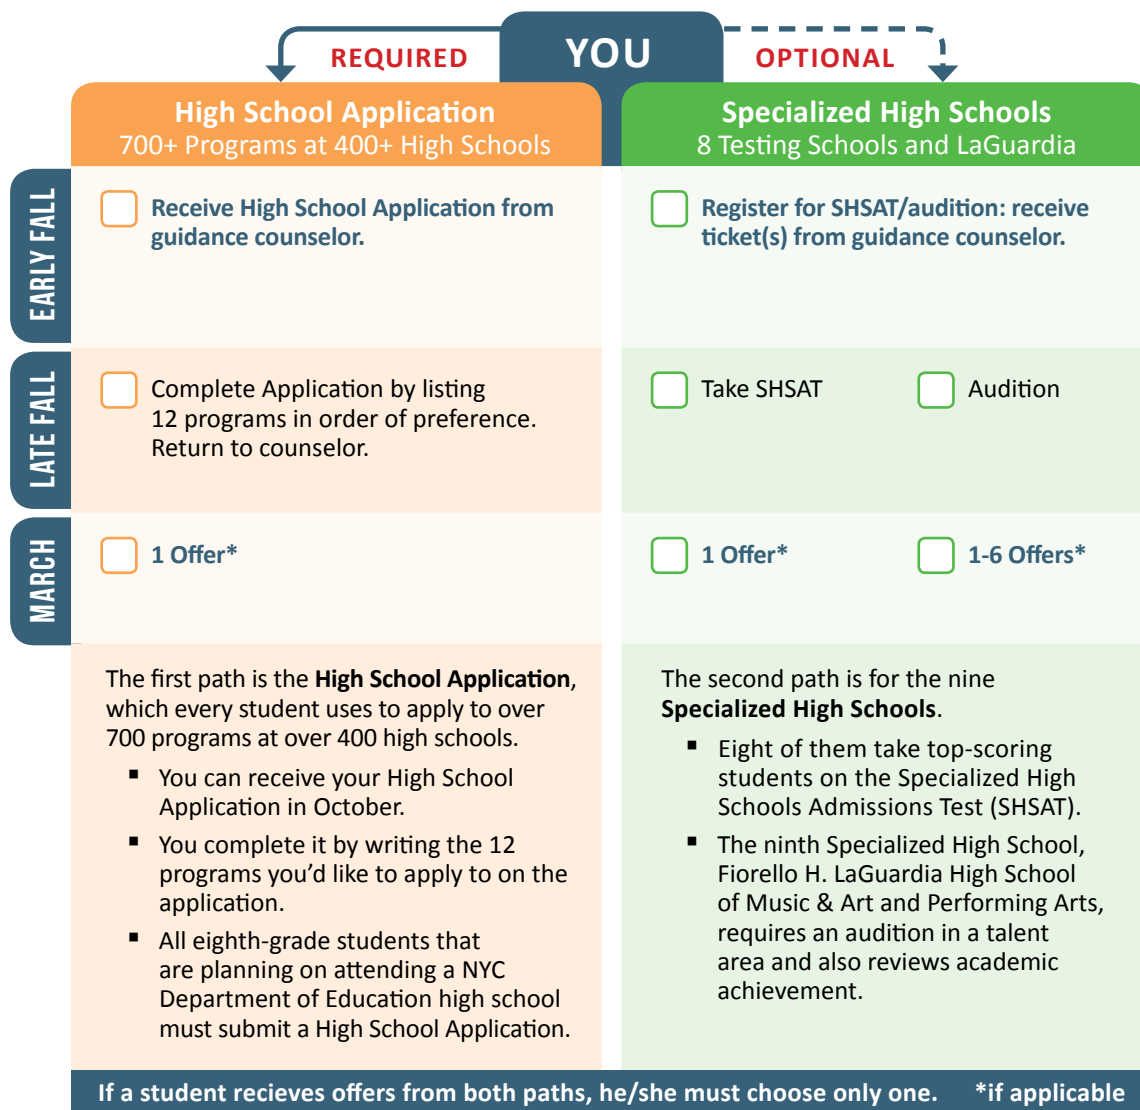 YOU
REQUIRED
OPTIONAL
High School Application
700+ Programs at 400+ High Schools
Specialized High Schools
8 Testing Schools and LaGuardia
EARLY FALL
Receive High School Application from
guidance counselor.
Register for SHSAT/audition: receive
ticket(s) from guidance counselor.
LATE FALL
Complete Application by listing
12 programs in order of preference.
Return to counselor.
Take SHSAT
Audition
MARCH
1 Offer*
1 Offer*
1-6 Offers*
The first path is the High School Application,
which every student uses to apply to over
700 programs at over 400 high schools.
▪ You can receive your High School
Application in October.
▪ You complete it by writing the 12
programs you’d like to apply to on the
application.
▪ All eighth-grade students that
are planning on attending a NYC
Department of Education high school
must submit a High School Application.
The second path is for the nine
Specialized High Schools.
▪ Eight of them take top-scoring
students on the Specialized High
Schools Admissions Test (SHSAT).
▪ The ninth Specialized High School,
Fiorello H. LaGuardia High School
of Music & Art and Performing Arts,
requires an audition in a talent
area and also reviews academic
achievement.
If a student recieves offers from both paths, he/she must choose only one. *if applicable